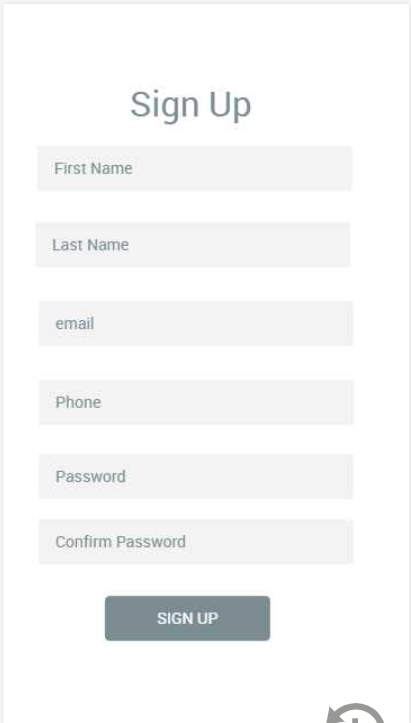 Sign Up
First Name
Last Name
email
Phone
Password
Confirm Password
SIGN UP